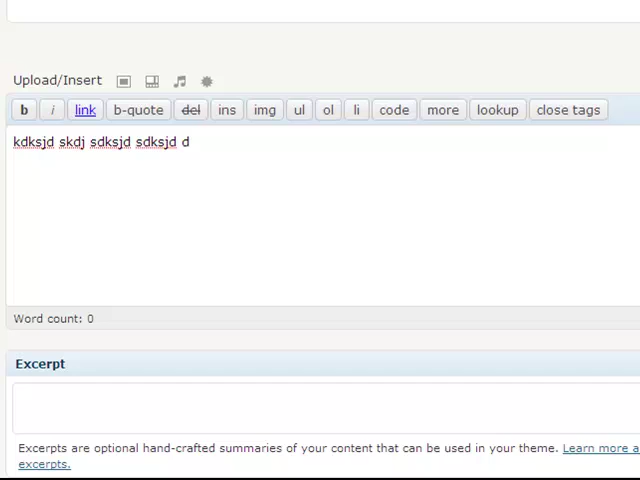 Upload/Insert
b i link b-quote del ins img ul ol li code more lookup close tags
kdksjd skdj sdksjd sdksjd d
Word count: 0
Excerpt
Excerpts are optional hand-crafted summaries of your content that can be used in your theme. Learn more a
excerpts.